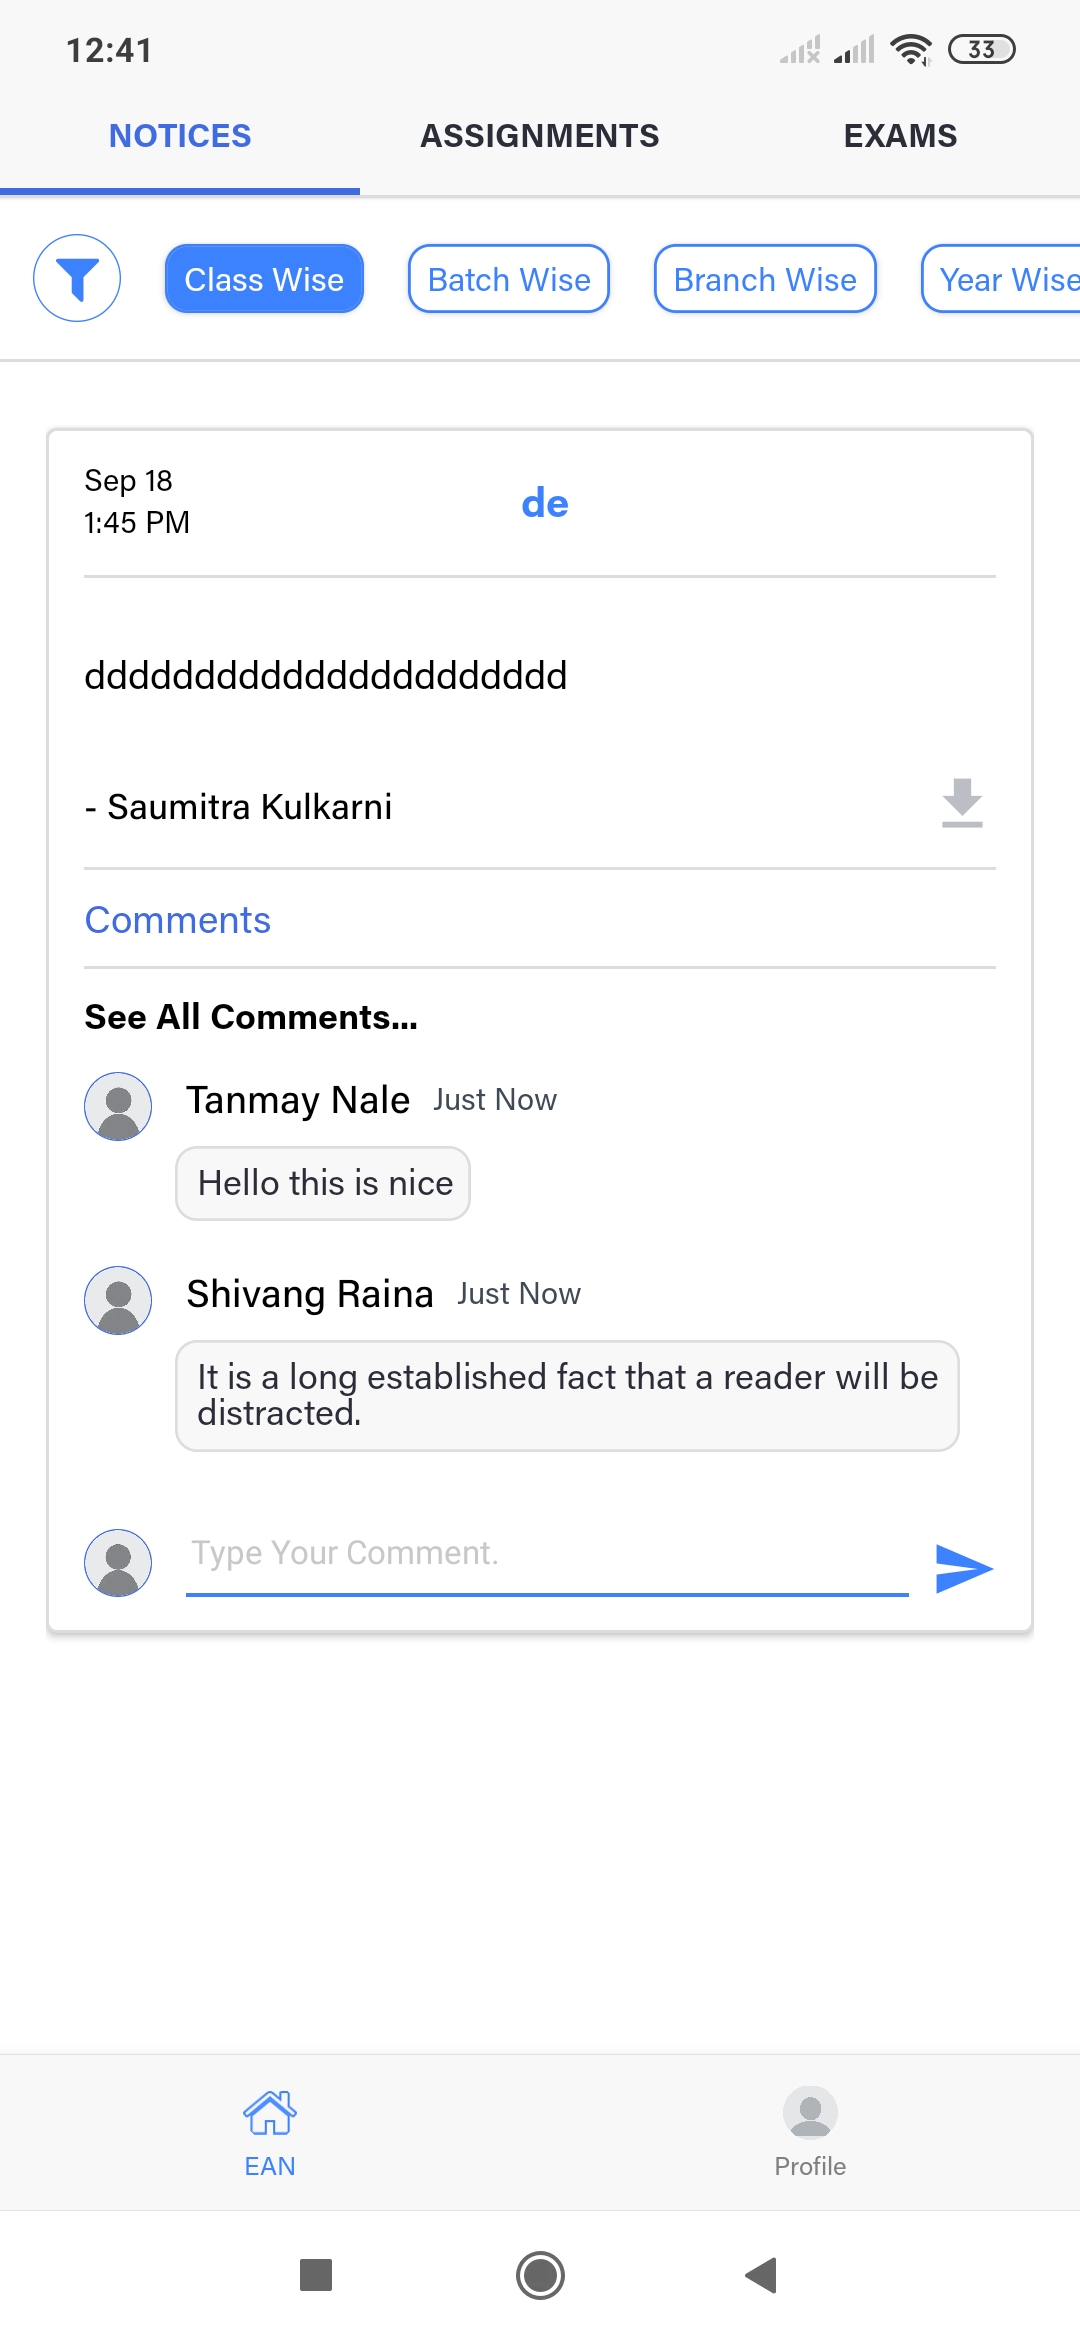 12:41
33
NOTICES ASSIGNMENTS EXAMS
Class Wise Batch Wise Branch Wise Year Wise
Sep 18
1:45 PM
de
dddddddddddddddddddddd
- Saumitra Kulkarni
Comments
See All Comments...
Tanmay Nale Just Now
Hello this is nice
Shivang Raina Just Now
It is a long established fact that a reader will be
distracted.
Type Your Comment.
EAN Profile